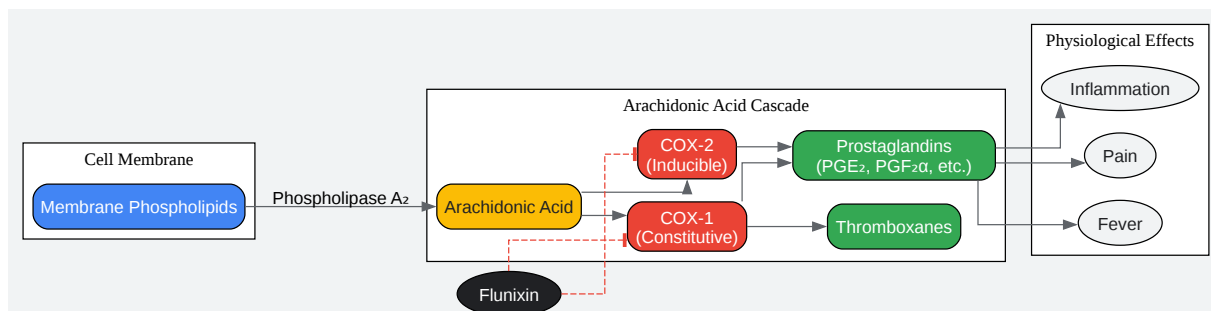 Physiological Effects
Inflammation
Pain
Fever
Arachidonic Acid Cascade
COX-2
(Inducible)
Prostaglandins
(PGE₂, PGF₂α, etc.)
Cell Membrane
Membrane Phospholipids
Phospholipase A₂
Arachidonic Acid
COX-1
(Constitutive)
Thromboxanes
Flunixin